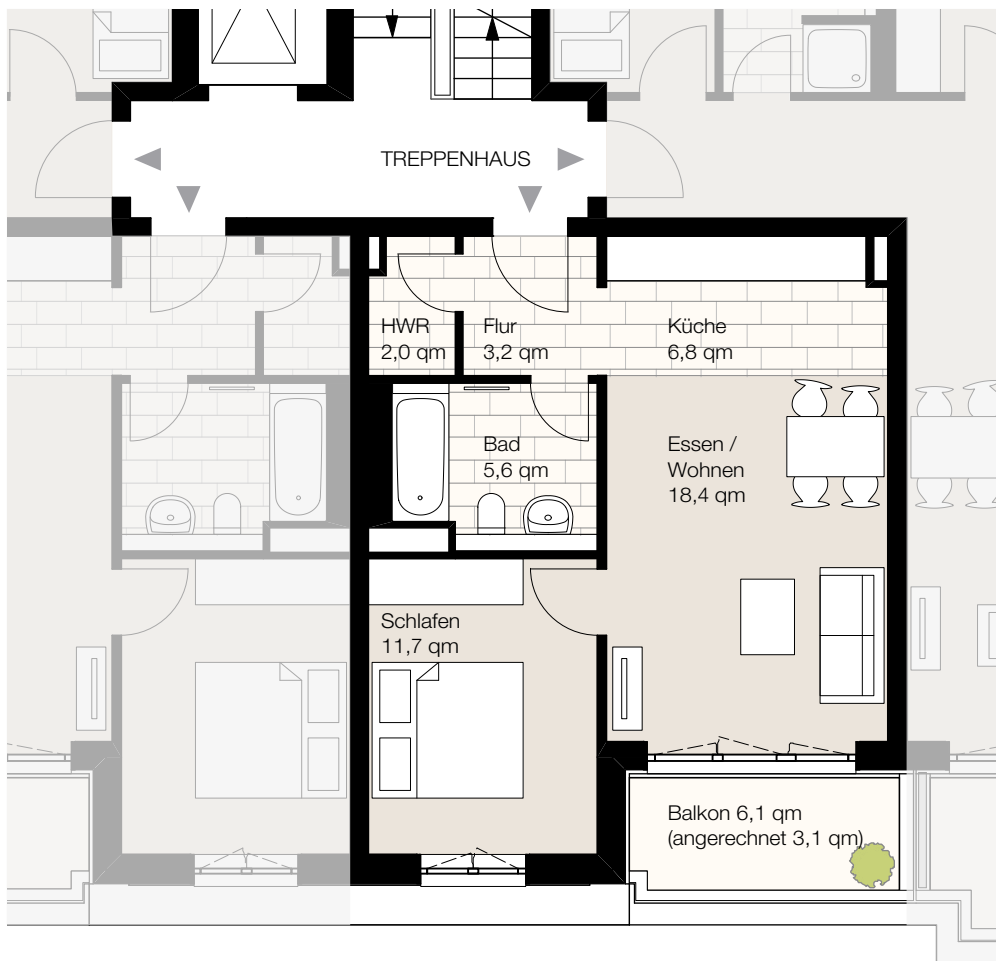 TREPPENHAUS
HWR
2,0 qm
Flur
3,2 qm
Küche
6,8 qm
Bad
5,6 qm
Essen /
Wohnen
18,4 qm
Schlafen
11,7 qm
Balkon 6,1 qm
(angerechnet 3,1 qm)